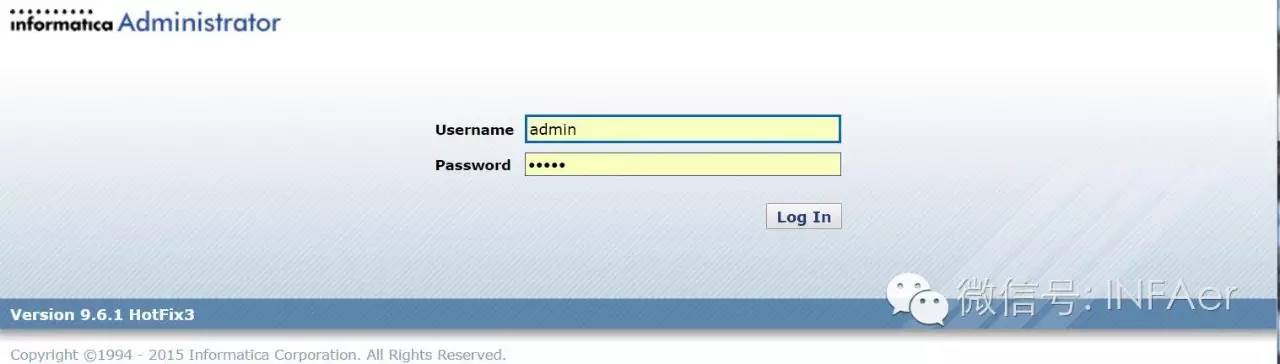 informatica Administrator
Username admin
Password •••••
Log In
微信号: INFAer
Version 9.6.1 HotFix3
Copyright ©1994 - 2015 Informatica Corporation. All Rights Reserved.